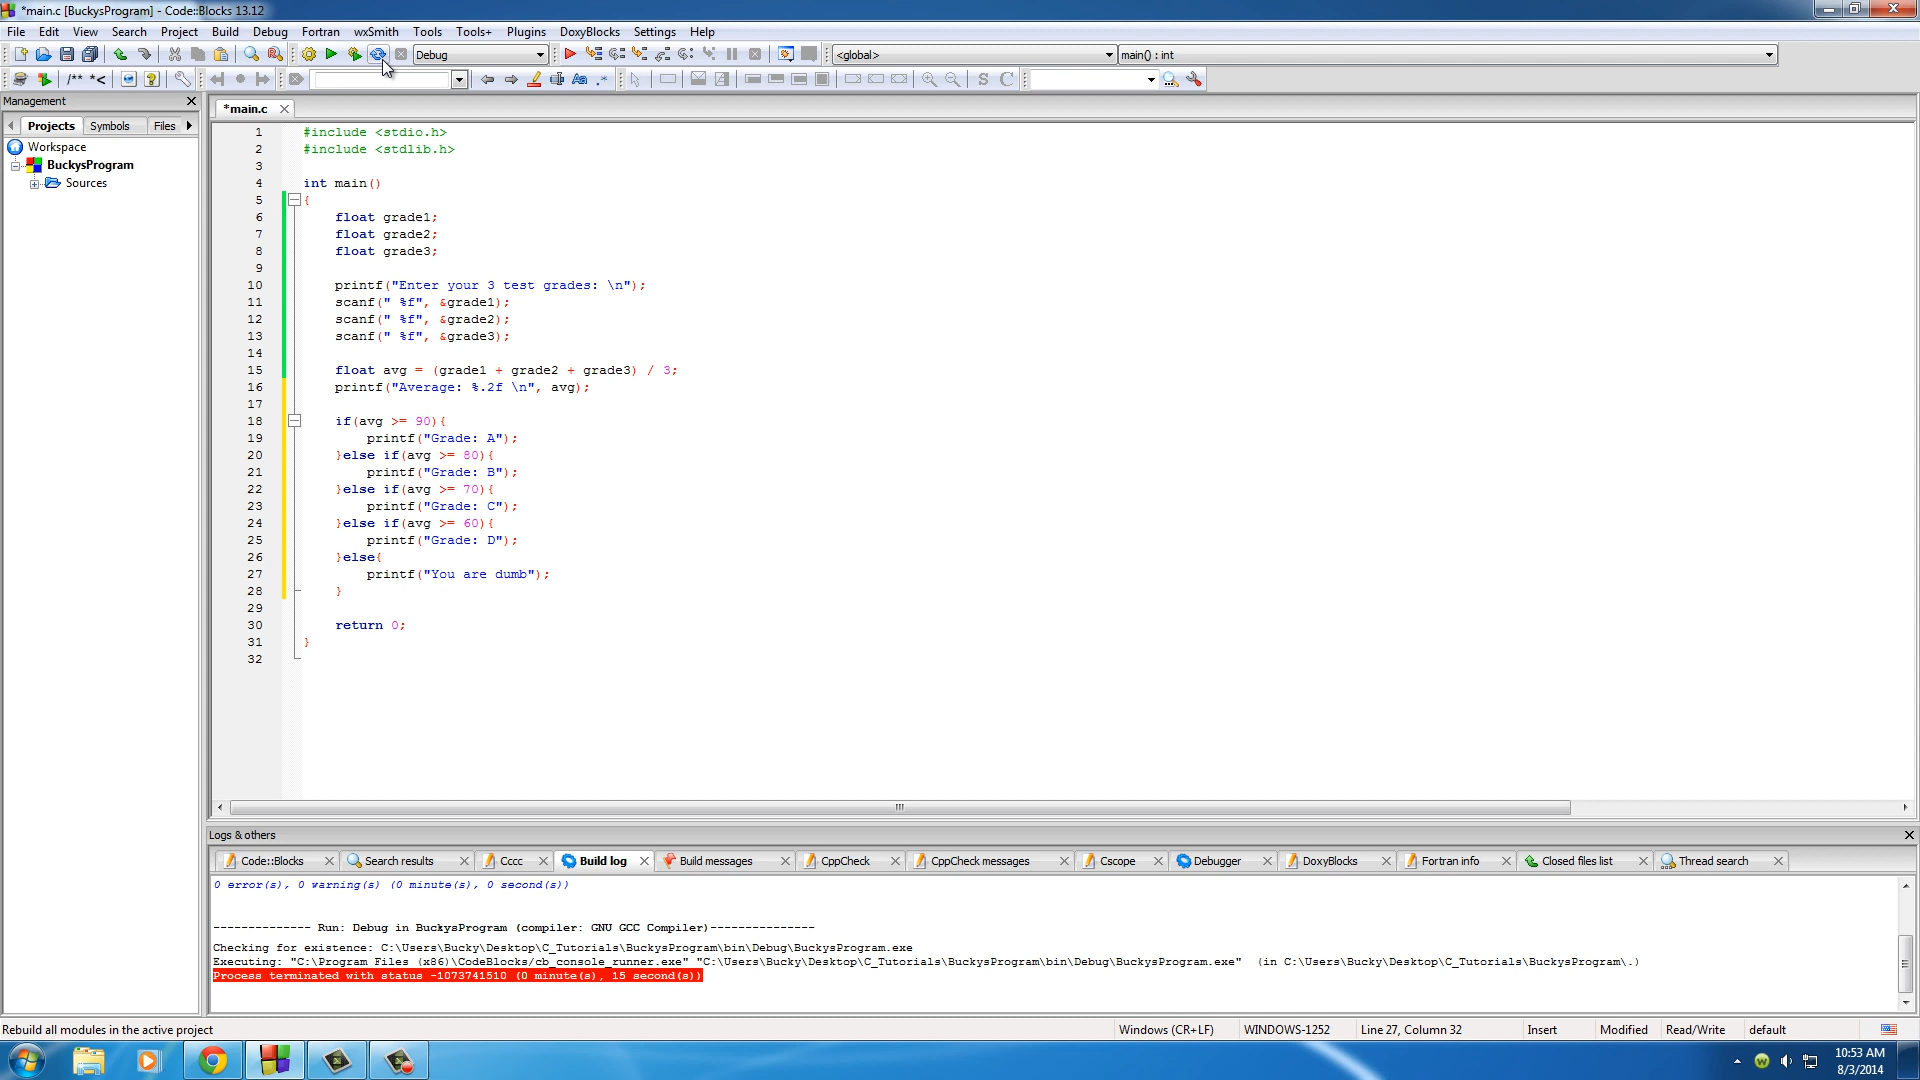 *main.c [BuckysProgram] - Code::Blocks 13.12
File Edit View Search Project Build Debug Fortran wxSmith Tools Tools+ Plugins DoxyBlocks Settings Help
Debug <global> main() : int
/** *<
Management
Projects Symbols Files
*main.c
Workspace
BuckysProgram
Sources
1 #include <stdio.h>
2 #include <stdlib.h>
3
4 int main()
5 {
6 float grade1;
7 float grade2;
8 float grade3;
9
10 printf("Enter your 3 test grades: \n");
11 scanf(" %f", &grade1);
12 scanf(" %f", &grade2);
13 scanf(" %f", &grade3);
14
15 float avg = (grade1 + grade2 + grade3) / 3;
16 printf("Average: %.2f \n", avg);
17
18 if(avg >= 90){
19 printf("Grade: A");
20 }else if(avg >= 80){
21 printf("Grade: B");
22 }else if(avg >= 70){
23 printf("Grade: C");
24 }else if(avg >= 60){
25 printf("Grade: D");
26 }else{
27 printf("You are dumb");
28 }
29
30 return 0;
31 }
32
Logs & others
Code::Blocks Search results Cccc Build log Build messages CppCheck CppCheck messages Cscope Debugger DoxyBlocks Fortran info Closed files list Thread search
0 error(s), 0 warning(s) (0 minute(s), 0 second(s))
-------------- Run: Debug in BuckysProgram (compiler: GNU GCC Compiler)---------------
Checking for existence: C:\Users\Bucky\Desktop\C_Tutorials\BuckysProgram\bin\Debug\BuckysProgram.exe
Executing: "C:\Program Files (x86)\CodeBlocks/cb_console_runner.exe" "C:\Users\Bucky\Desktop\C_Tutorials\BuckysProgram\bin\Debug\BuckysProgram.exe" (in C:\Users\Bucky\Desktop\C_Tutorials\BuckysProgram\.)
Process terminated with status -1073741510 (0 minute(s), 15 second(s))
Rebuild all modules in the active project Windows (CR+LF) WINDOWS-1252 Line 27, Column 32 Insert Modified Read/Write default
10:53 AM
8/3/2014